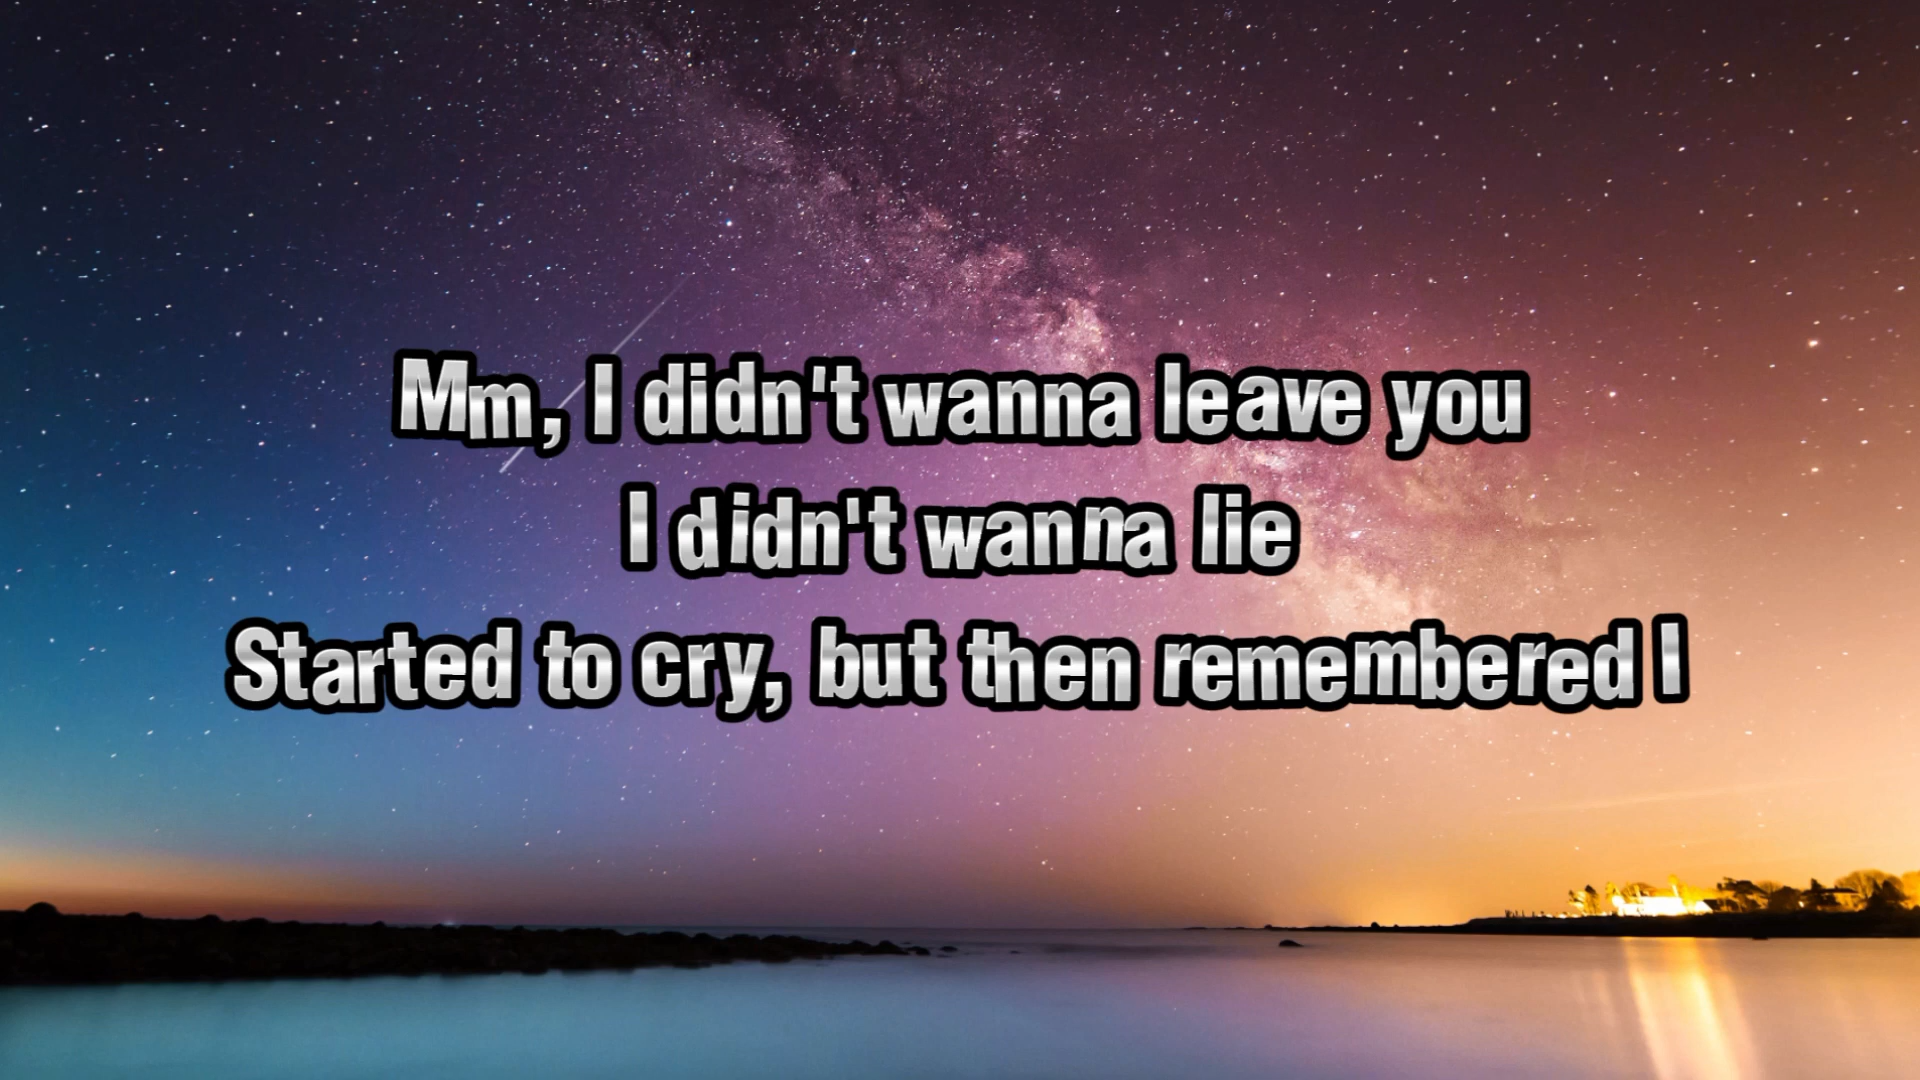 Mm, I didn't wanna leave you
I didn't wanna lie
Started to cry, but then remembered I